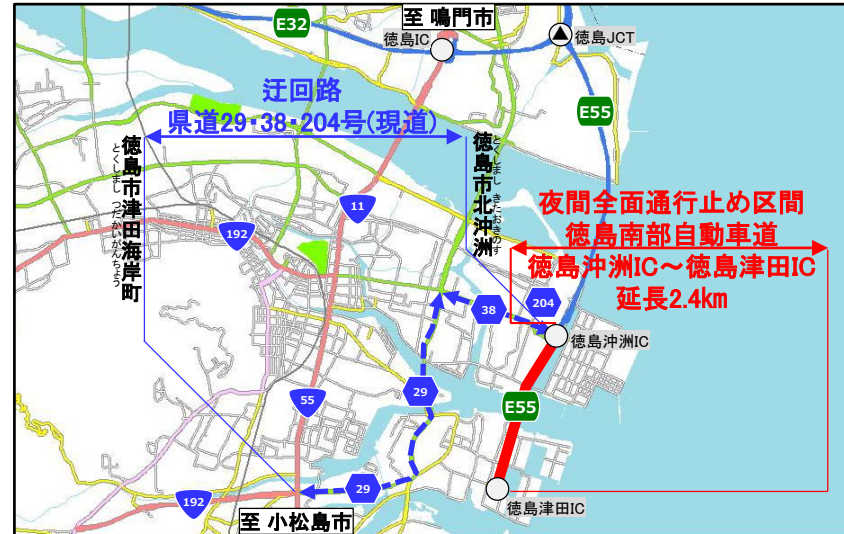 至 鳴門市
E32
徳島IC
徳島JCT
E55
迂回路
県道29・38・204号(現道)
徳島市津田海岸町
とくしまし つだかいがんちょう
徳島市北沖洲
とくしまし きたおきのす
11
192
夜間全面通行止め区間
徳島南部自動車道
徳島沖洲IC～徳島津田IC
延長2.4km
204
38
徳島沖洲IC
29
55
E55
29
192
徳島津田IC
至 小松島市